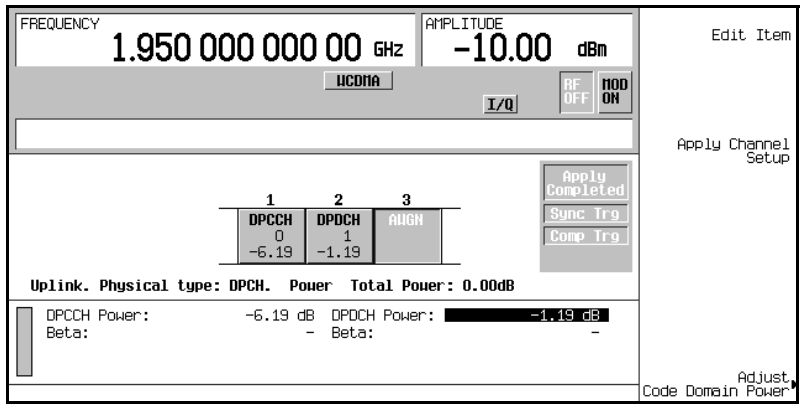 FREQUENCY
1.950 000 000 00 GHz
AMPLITUDE
-10.00 dBm
WCDMA
I/Q
RF OFF
MOD ON
Edit Item
Apply Channel
Setup
1 2 3
DPCCH DPDCH AWGN
0 1
-6.19 -1.19
Apply
Completed
Sync Trg
Comp Trg
Uplink. Physical type: DPCH. Power Total Power: 0.00dB
DPCCH Power: -6.19 dB DPDCH Power: -1.19 dB
Beta: - Beta: -
Adjust
Code Domain Power